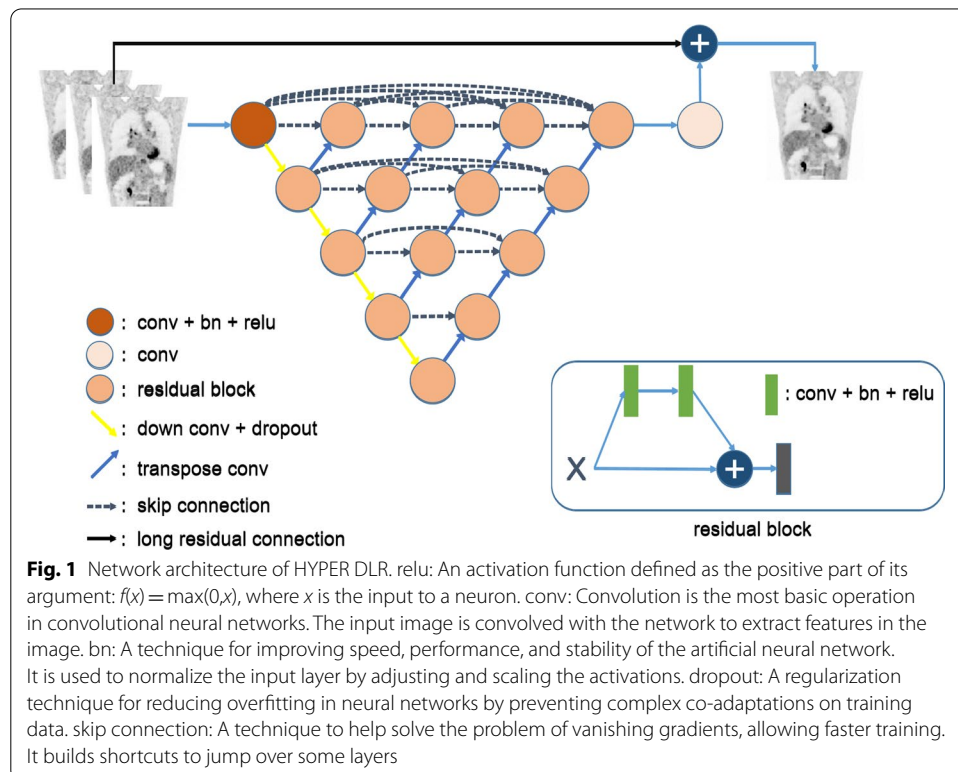 : conv + bn + relu
: conv
: residual block
: down conv + dropout
: transpose conv
: skip connection
: long residual connection
: conv + bn + relu
X
residual block
Fig. 1 Network architecture of HYPER DLR. relu: An activation function defined as the positive part of its
argument: f(x) = max(0,x), where x is the input to a neuron. conv: Convolution is the most basic operation
in convolutional neural networks. The input image is convolved with the network to extract features in the
image. bn: A technique for improving speed, performance, and stability of the artificial neural network.
It is used to normalize the input layer by adjusting and scaling the activations. dropout: A regularization
technique for reducing overfitting in neural networks by preventing complex co-adaptations on training
data. skip connection: A technique to help solve the problem of vanishing gradients, allowing faster training.
It builds shortcuts to jump over some layers